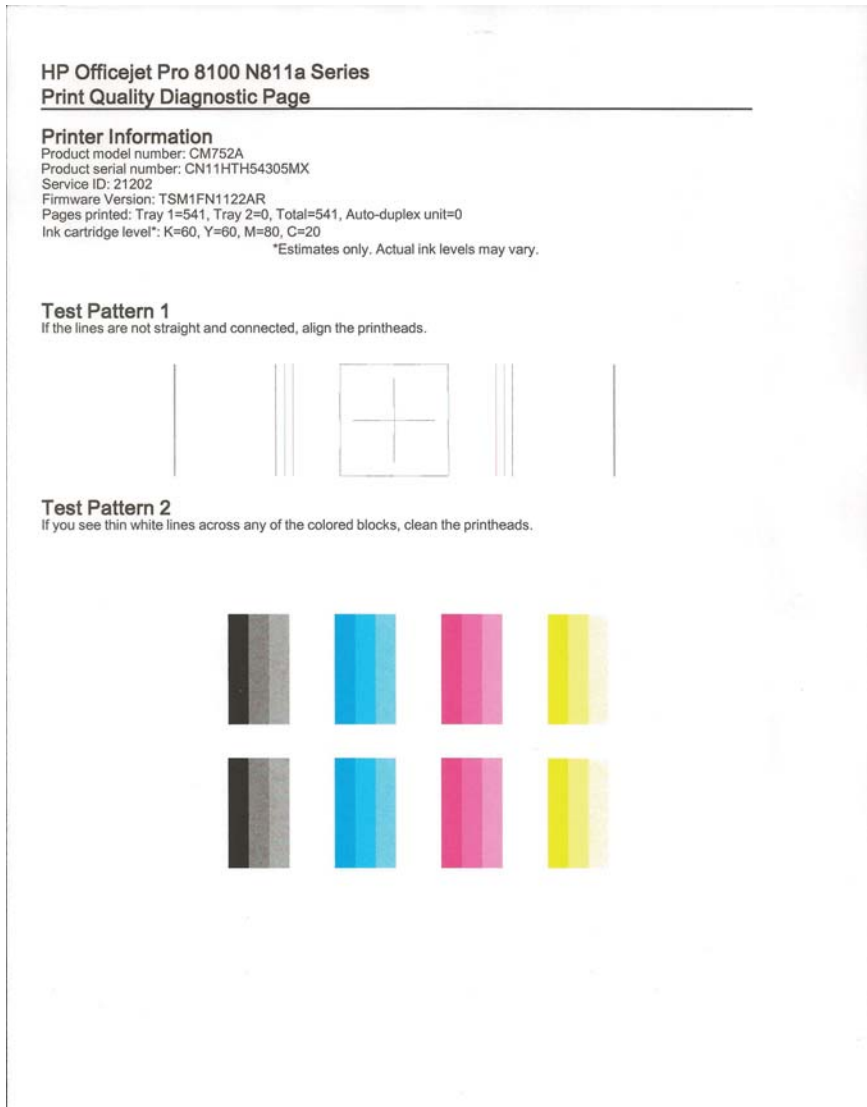 HP Officejet Pro 8100 N811a Series
Print Quality Diagnostic Page
Printer Information
Product model number: CM752A
Product serial number: CN11HTH54305MX
Service ID: 21202
Firmware Version: TSM1FN1122AR
Pages printed: Tray 1=541, Tray 2=0, Total=541, Auto-duplex unit=0
Ink cartridge level*: K=60, Y=60, M=80, C=20
*Estimates only. Actual ink levels may vary.
Test Pattern 1
If the lines are not straight and connected, align the printheads.
Test Pattern 2
If you see thin white lines across any of the colored blocks, clean the printheads.